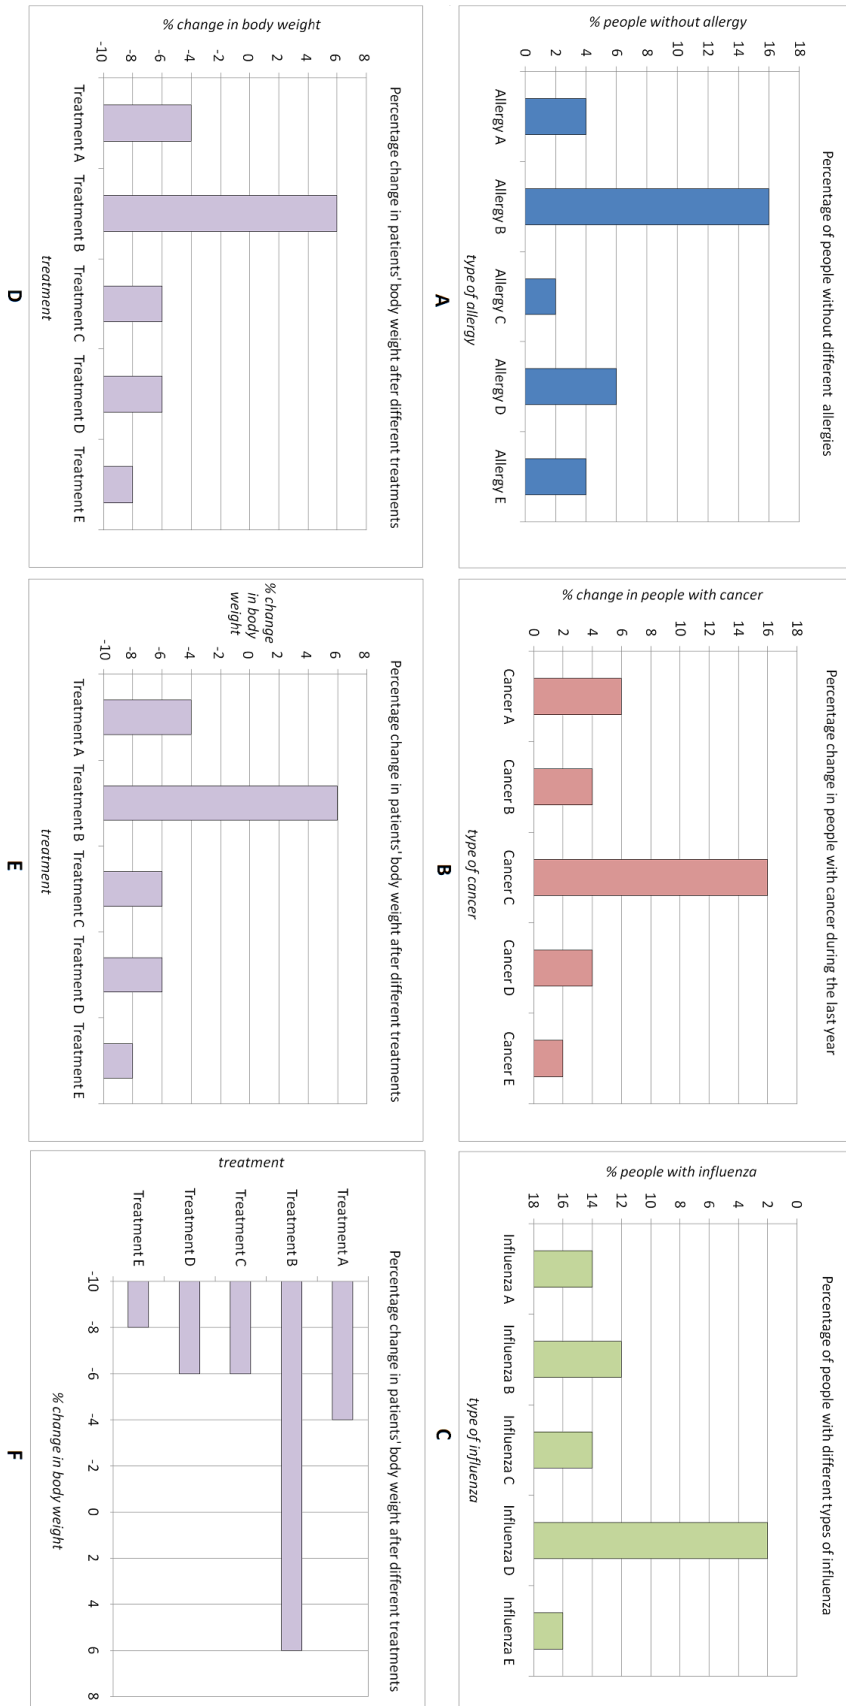 Percentage of people without different allergies
% people without allergy
18
16
14
12
10
8
6
4
2
0
Allergy A
Allergy B
Allergy C
Allergy D
Allergy E
type of allergy
A
Percentage change in people with cancer during the last year
% change in people with cancer
18
16
14
12
10
8
6
4
2
0
Cancer A
Cancer B
Cancer C
Cancer D
Cancer E
type of cancer
B
Percentage of people with different types of influenza
% people with influenza
0
2
4
6
8
10
12
14
16
18
Influenza A
Influenza B
Influenza C
Influenza D
Influenza E
type of influenza
C
Percentage change in patients' body weight after different treatments
% change in body weight
8
6
4
2
0
-2
-4
-6
-8
-10
Treatment A
Treatment B
Treatment C
Treatment D
Treatment E
treatment
D
Percentage change in patients' body weight after different treatments
% change
in body
weight
8
6
4
2
0
-2
-4
-6
-8
-10
Treatment A
Treatment B
Treatment C
Treatment D
Treatment E
treatment
E
Percentage change in patients' body weight after different treatments
treatment
Treatment A
Treatment B
Treatment C
Treatment D
Treatment E
-10
-8
-6
-4
-2
0
2
4
6
8
% change in body weight
F